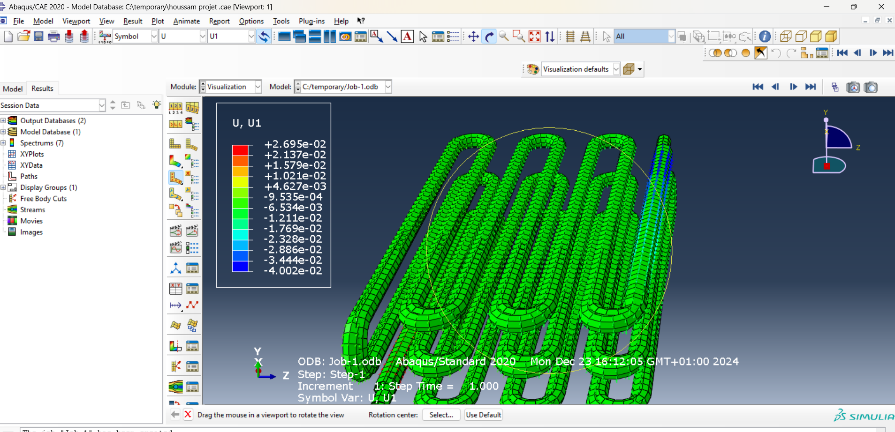 Abaqus/CAE 2020 - Model Database: C:\temporary\houssam projet .cae [Viewport: 1]
File Model Viewport View Result Plot Animate Report Options Tools Plug-ins Help
Symbol U U1 All
Visualization defaults
Model Results Module: Visualization Model: C:/temporary/Job-1.odb
Session Data
Output Databases (2)
Model Database (1)
Spectrums (7)
XYPlots
XYData
Paths
Display Groups (1)
Free Body Cuts
Streams
Movies
Images
U, U1
+2.695e-02
+2.137e-02
+1.579e-02
+1.021e-02
+4.627e-03
-9.535e-04
-6.534e-03
-1.211e-02
-1.769e-02
-2.328e-02
-2.886e-02
-3.444e-02
-4.002e-02
Y
Z
Y
X
Z
ODB: Job-1.odb Abaqus/Standard 2020 Mon Dec 23 16:12:05 GMT+01:00 2024
Step: Step-1
Increment 1: Step Time = 1.000
Symbol Var: U, U1
Drag the mouse in a viewport to rotate the view Rotation center: Select... Use Default
SIMULIA